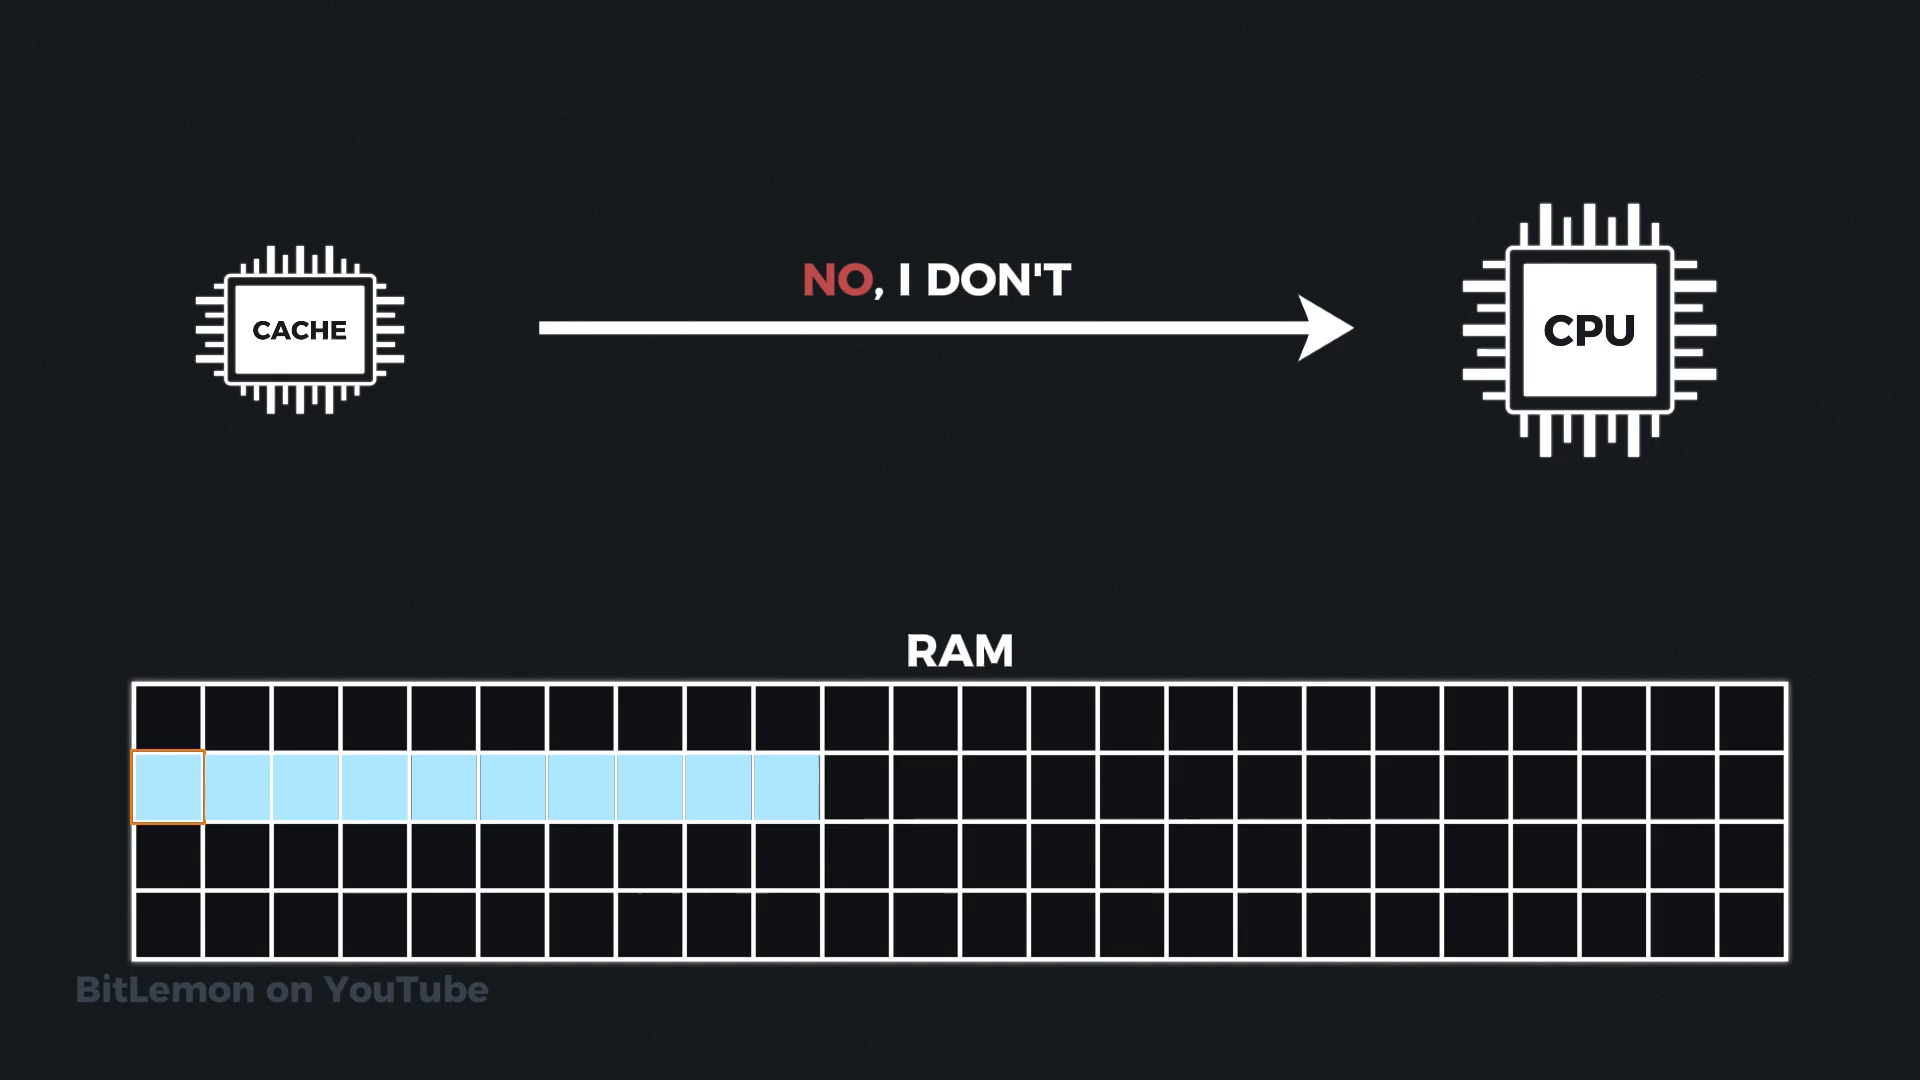 NO, I DON'T
CACHE
CPU
RAM
BitLemon on YouTube